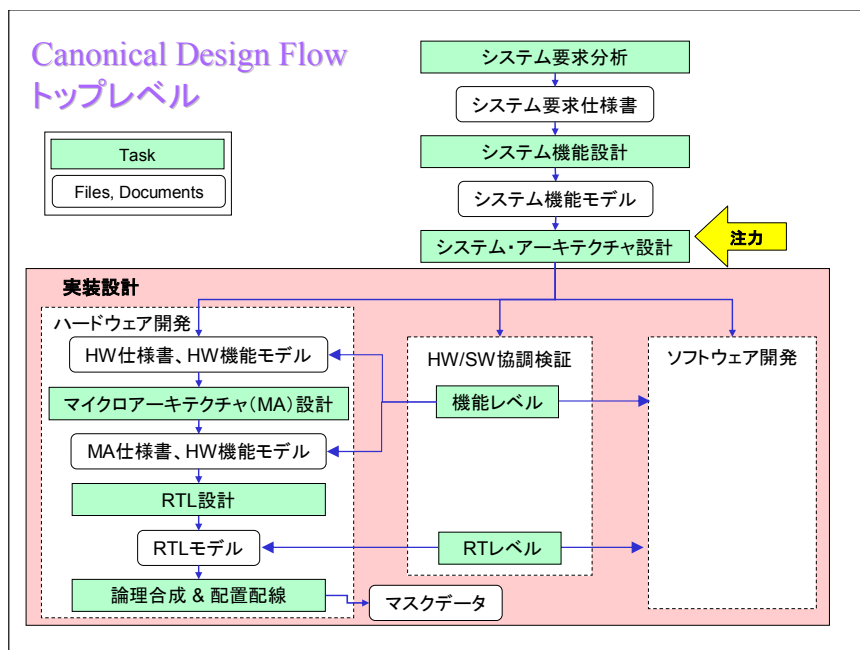 Canonical Design Flow
トップレベル
Task
Files, Documents
システム要求分析
システム要求仕様書
システム機能設計
システム機能モデル
システム・アーキテクチャ設計
注力
実装設計
ハードウェア開発
HW仕様書、HW機能モデル
マイクロアーキテクチャ(MA)設計
MA仕様書、HW機能モデル
RTL設計
RTLモデル
論理合成 & 配置配線
マスクデータ
HW/SW協調検証
機能レベル
RTレベル
ソフトウェア開発